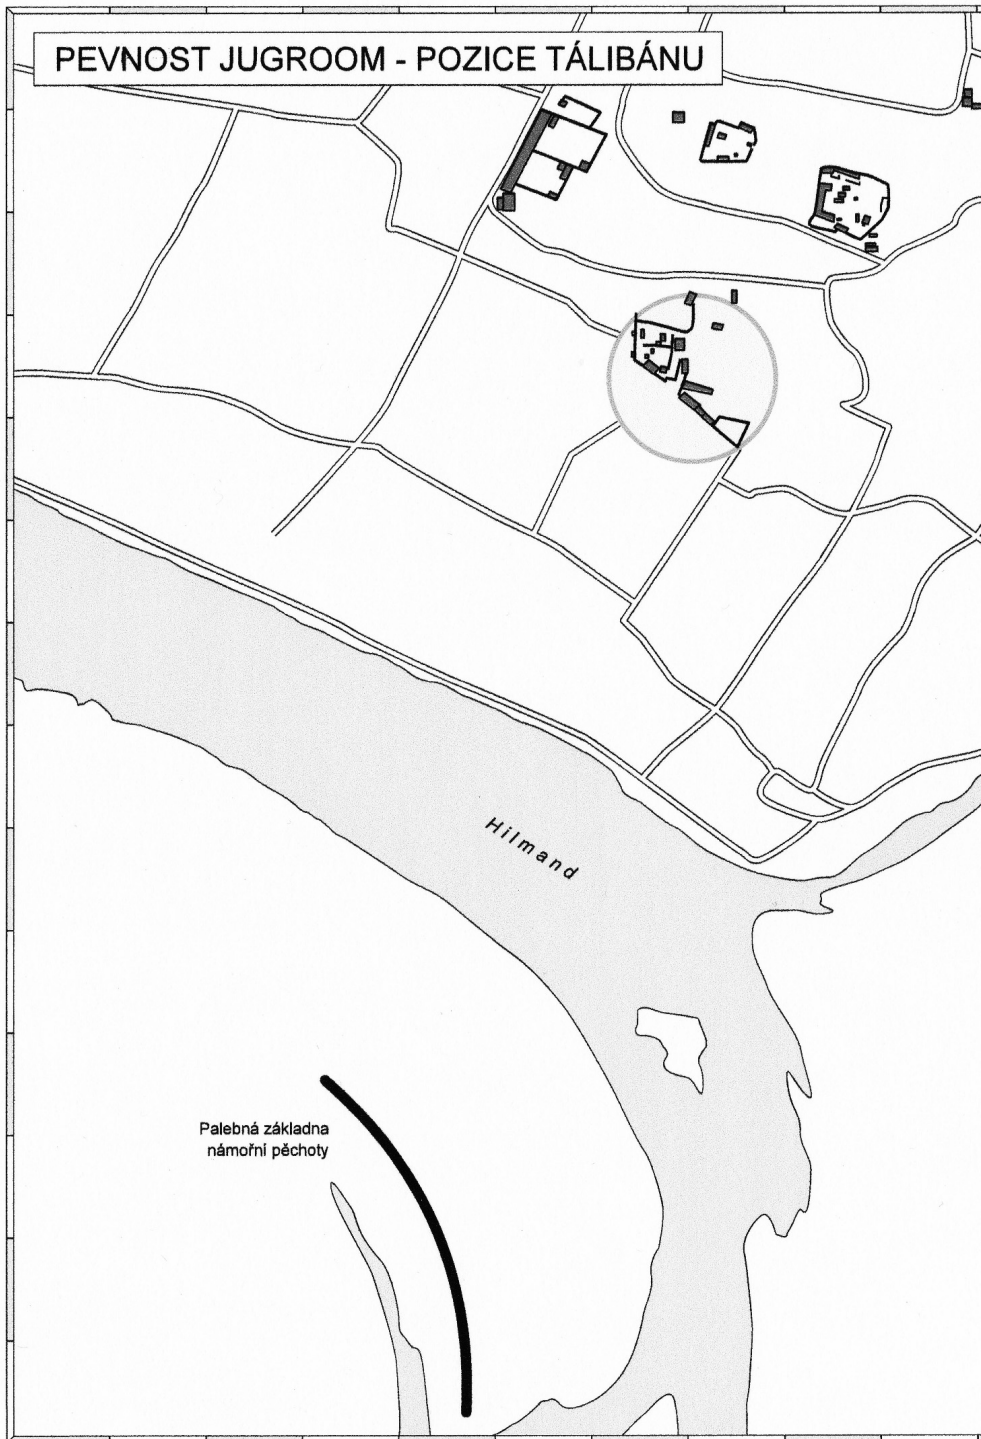 PEVNOST JUGROOM - POZICE TÁLIBÁNU
Hilmand
Palebná základna
námořní pěchoty